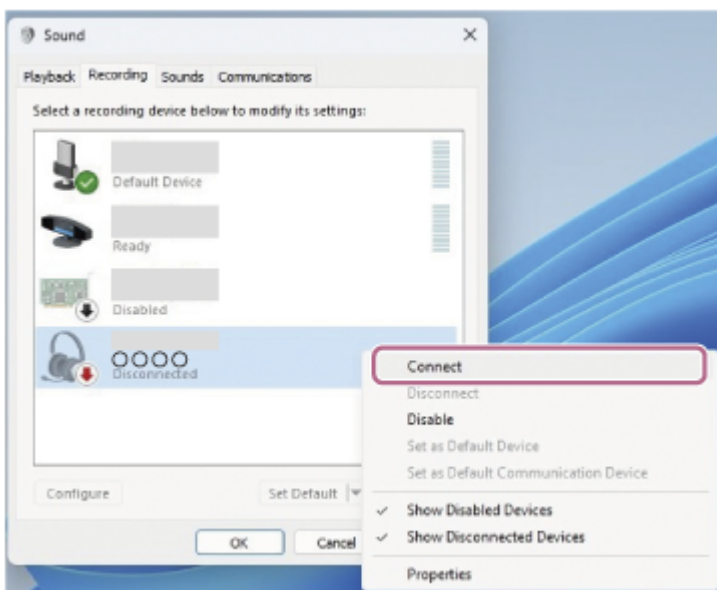 Sound
Playback Recording Sounds Communications
Select a recording device below to modify its settings:
Default Device
Ready
Disabled
○○○○
Disconnected
Configure Set Default
OK Cancel
Connect
Disconnect
Disable
Set as Default Device
Set as Default Communication Device
Show Disabled Devices
Show Disconnected Devices
Properties